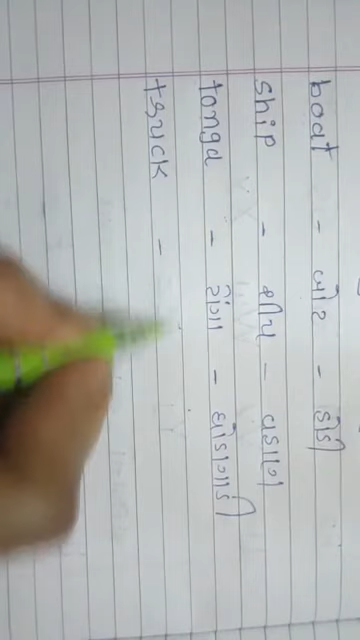 boat - બોટ - હોડી
ship - શીપ - વહાણ
tonga - ટાંગા - ઘોડાગાડી
truck -